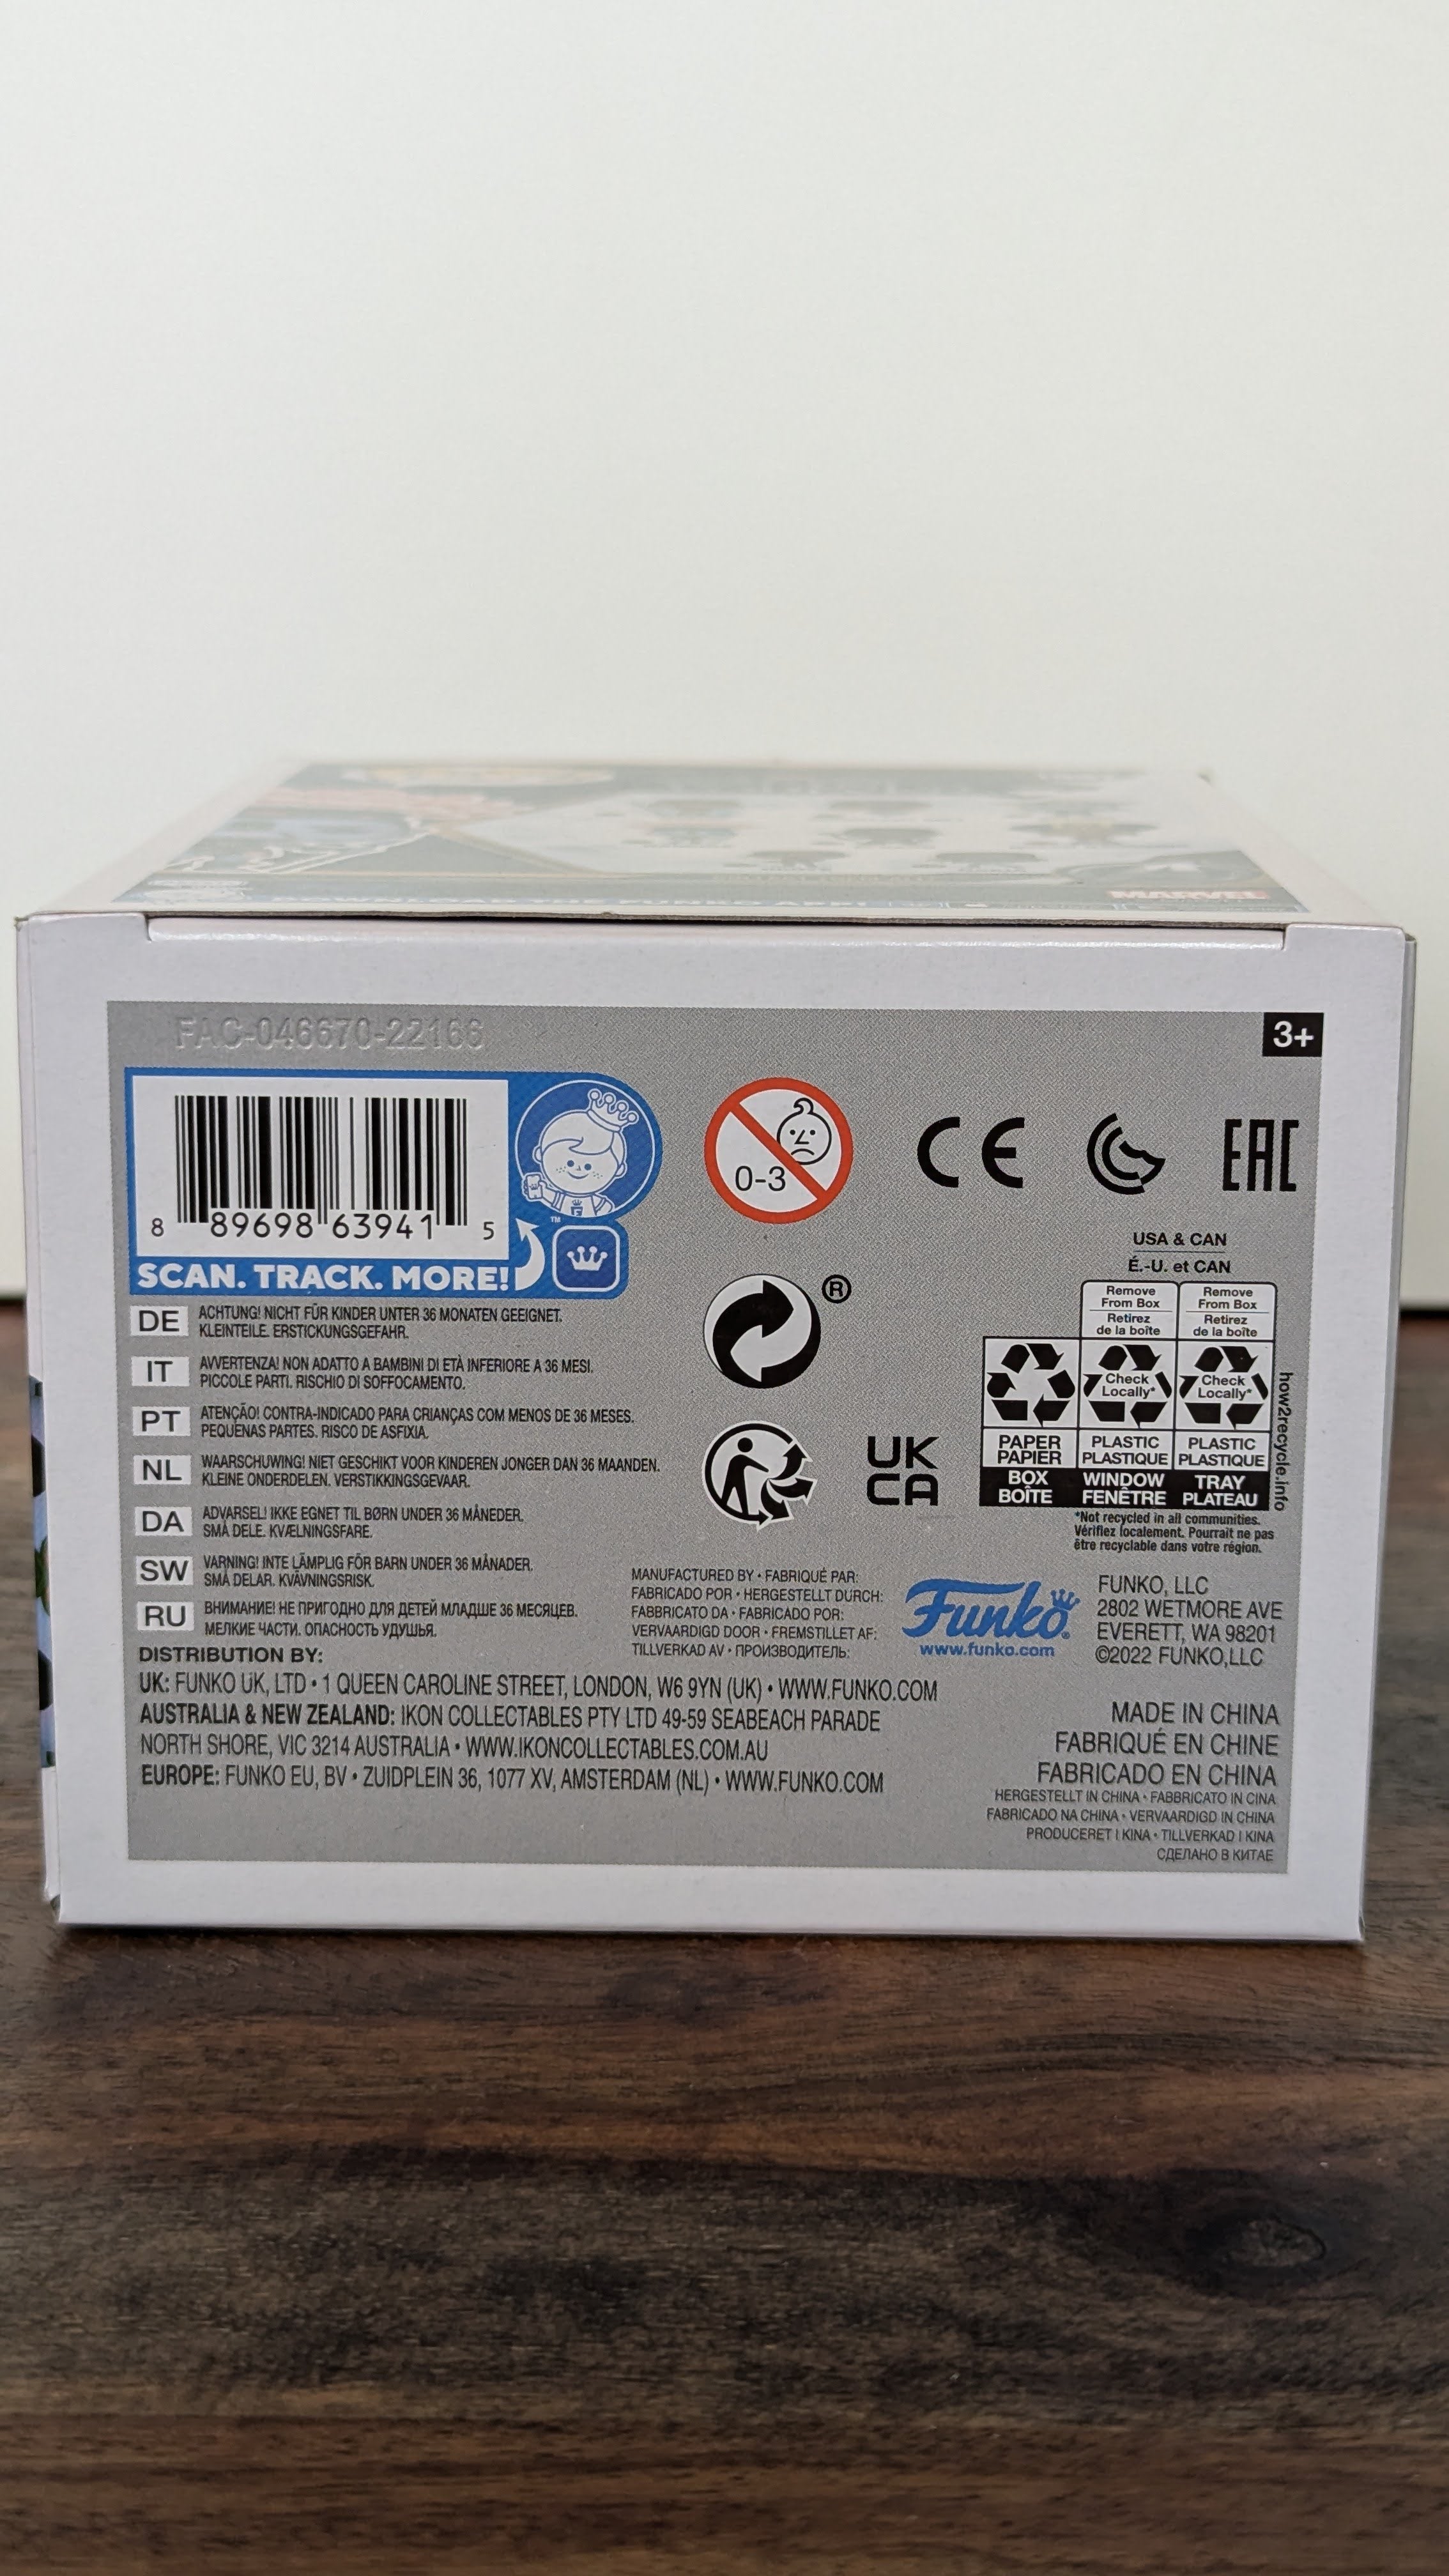 MARVEL
FAC-046670-22166
3+
8 89698 63941 5
™
SCAN. TRACK. MORE!
0-3
CE
EAC
®
UK
CA
USA & CAN
É.-U. et CAN
Remove
From Box
Retirez
de la boîte
Remove
From Box
Retirez
de la boîte
Check
Locally*
Check
Locally*
PAPER
PAPIER
PLASTIC
PLASTIQUE
PLASTIC
PLASTIQUE
BOX
BOÎTE
WINDOW
FENÊTRE
TRAY
PLATEAU
how2recycle.info
*Not recycled in all communities.
Vérifiez localement. Pourrait ne pas
être recyclable dans votre région.
DE ACHTUNG! NICHT FÜR KINDER UNTER 36 MONATEN GEEIGNET.
KLEINTEILE. ERSTICKUNGSGEFAHR.
IT AVVERTENZA! NON ADATTO A BAMBINI DI ETÀ INFERIORE A 36 MESI.
PICCOLE PARTI. RISCHIO DI SOFFOCAMENTO.
PT ATENÇÃO! CONTRA-INDICADO PARA CRIANÇAS COM MENOS DE 36 MESES.
PEQUENAS PARTES. RISCO DE ASFIXIA.
NL WAARSCHUWING! NIET GESCHIKT VOOR KINDEREN JONGER DAN 36 MAANDEN.
KLEINE ONDERDELEN. VERSTIKKINGSGEVAAR.
DA ADVARSEL! IKKE EGNET TIL BØRN UNDER 36 MÅNEDER.
SMÅ DELE. KVÆLNINGSFARE.
SW VARNING! INTE LÄMPLIG FÖR BARN UNDER 36 MÅNADER.
SMÅ DELAR. KVÄVNINGSRISK.
RU ВНИМАНИЕ! НЕ ПРИГОДНО ДЛЯ ДЕТЕЙ МЛАДШЕ 36 МЕСЯЦЕВ.
МЕЛКИЕ ЧАСТИ. ОПАСНОСТЬ УДУШЬЯ.
MANUFACTURED BY • FABRIQUÉ PAR:
FABRICADO POR • HERGESTELLT DURCH:
FABBRICATO DA • FABRICADO POR:
VERVAARDIGD DOOR • FREMSTILLET AF:
TILLVERKAD AV • ПРОИЗВОДИТЕЛЬ:
Funko®
www.funko.com
FUNKO, LLC
2802 WETMORE AVE
EVERETT, WA 98201
©2022 FUNKO,LLC
DISTRIBUTION BY:
UK: FUNKO UK, LTD • 1 QUEEN CAROLINE STREET, LONDON, W6 9YN (UK) • WWW.FUNKO.COM
AUSTRALIA & NEW ZEALAND: IKON COLLECTABLES PTY LTD 49-59 SEABEACH PARADE
NORTH SHORE, VIC 3214 AUSTRALIA • WWW.IKONCOLLECTABLES.COM.AU
EUROPE: FUNKO EU, BV • ZUIDPLEIN 36, 1077 XV, AMSTERDAM (NL) • WWW.FUNKO.COM
MADE IN CHINA
FABRIQUÉ EN CHINE
FABRICADO EN CHINA
HERGESTELLT IN CHINA • FABBRICATO IN CINA
FABRICADO NA CHINA • VERVAARDIGD IN CHINA
PRODUCERET I KINA • TILLVERKAD I KINA
СДЕЛАНО В КИТАЕ